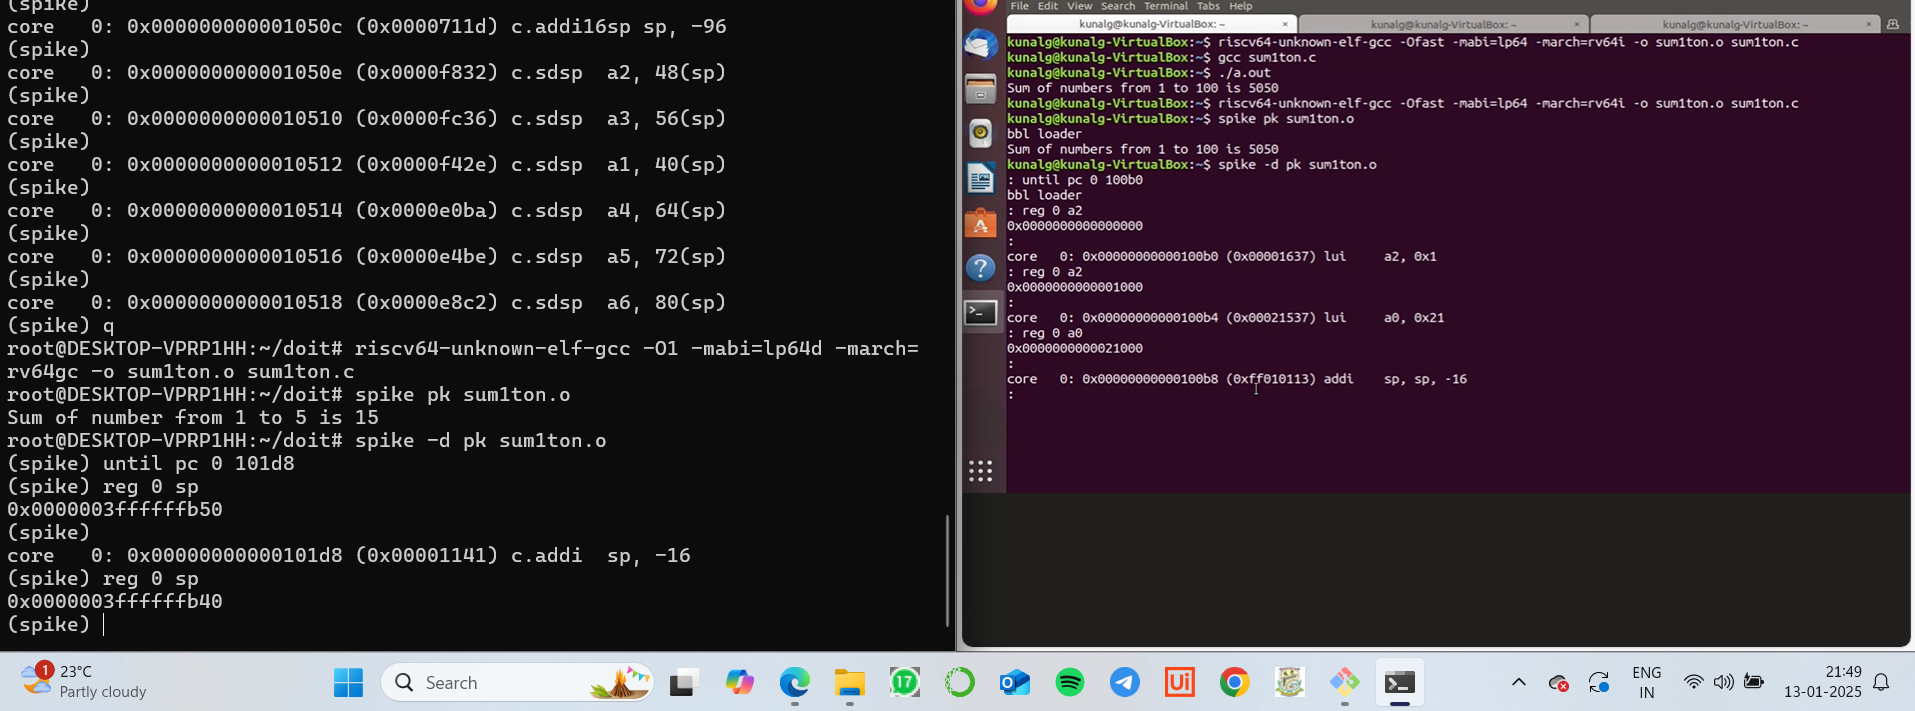 (spike)
core   0: 0x000000000001050c (0x0000711d) c.addi16sp sp, -96
(spike)
core   0: 0x000000000001050e (0x0000f832) c.sdsp  a2, 48(sp)
(spike)
core   0: 0x0000000000010510 (0x0000fc36) c.sdsp  a3, 56(sp)
(spike)
core   0: 0x0000000000010512 (0x0000f42e) c.sdsp  a1, 40(sp)
(spike)
core   0: 0x0000000000010514 (0x0000e0ba) c.sdsp  a4, 64(sp)
(spike)
core   0: 0x0000000000010516 (0x0000e4be) c.sdsp  a5, 72(sp)
(spike)
core   0: 0x0000000000010518 (0x0000e8c2) c.sdsp  a6, 80(sp)
(spike) q
root@DESKTOP-VPRP1HH:~/doit# riscv64-unknown-elf-gcc -O1 -mabi=lp64d -march=
rv64gc -o sum1ton.o sum1ton.c
root@DESKTOP-VPRP1HH:~/doit# spike pk sum1ton.o
Sum of number from 1 to 5 is 15
root@DESKTOP-VPRP1HH:~/doit# spike -d pk sum1ton.o
(spike) until pc 0 101d8
(spike) reg 0 sp
0x0000003ffffffb50
(spike)
core   0: 0x00000000000101d8 (0x00001141) c.addi  sp, -16
(spike) reg 0 sp
0x0000003ffffffb40
(spike)
File Edit View Search Terminal Tabs Help
kunalg@kunalg-VirtualBox: ~ × kunalg@kunalg-VirtualBox: ~ × kunalg@kunalg-VirtualBox: ~ ×
kunalg@kunalg-VirtualBox:~$ riscv64-unknown-elf-gcc -Ofast -mabi=lp64 -march=rv64i -o sum1ton.o sum1ton.c
kunalg@kunalg-VirtualBox:~$ gcc sum1ton.c
kunalg@kunalg-VirtualBox:~$ ./a.out
Sum of numbers from 1 to 100 is 5050
kunalg@kunalg-VirtualBox:~$ riscv64-unknown-elf-gcc -Ofast -mabi=lp64 -march=rv64i -o sum1ton.o sum1ton.c
kunalg@kunalg-VirtualBox:~$ spike pk sum1ton.o
bbl loader
Sum of numbers from 1 to 100 is 5050
kunalg@kunalg-VirtualBox:~$ spike -d pk sum1ton.o
: until pc 0 100b0
bbl loader
: reg 0 a2
0x0000000000000000
:
core   0: 0x00000000000100b0 (0x00001637) lui     a2, 0x1
: reg 0 a2
0x0000000000001000
:
core   0: 0x00000000000100b4 (0x00021537) lui     a0, 0x21
: reg 0 a0
0x0000000000021000
:
core   0: 0x00000000000100b8 (0xff010113) addi    sp, sp, -16
:
1
23°C
Partly cloudy
Search
17
Ui
ENG
IN
21:49
13-01-2025